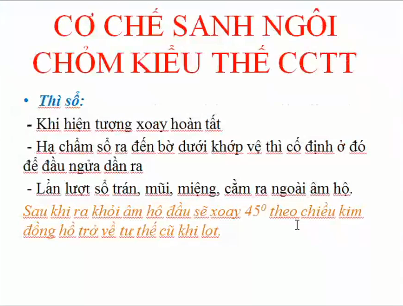 CƠ CHẾ SANH NGÔI
CHỎM KIỂU THẾ CCTT
• Thì sổ:
- Khi hiện tượng xoay hoàn tất
- Hạ chẩm sổ ra đến bờ dưới khớp vệ thì cố định ở đó
để đầu ngửa dần ra
- Lần lượt sổ trán, mũi, miệng, cằm ra ngoài âm hộ.
Sau khi ra khỏi âm hộ đầu sẽ xoay 45⁰ theo chiều kim
đồng hồ trở về tư thế cũ khi lọt.